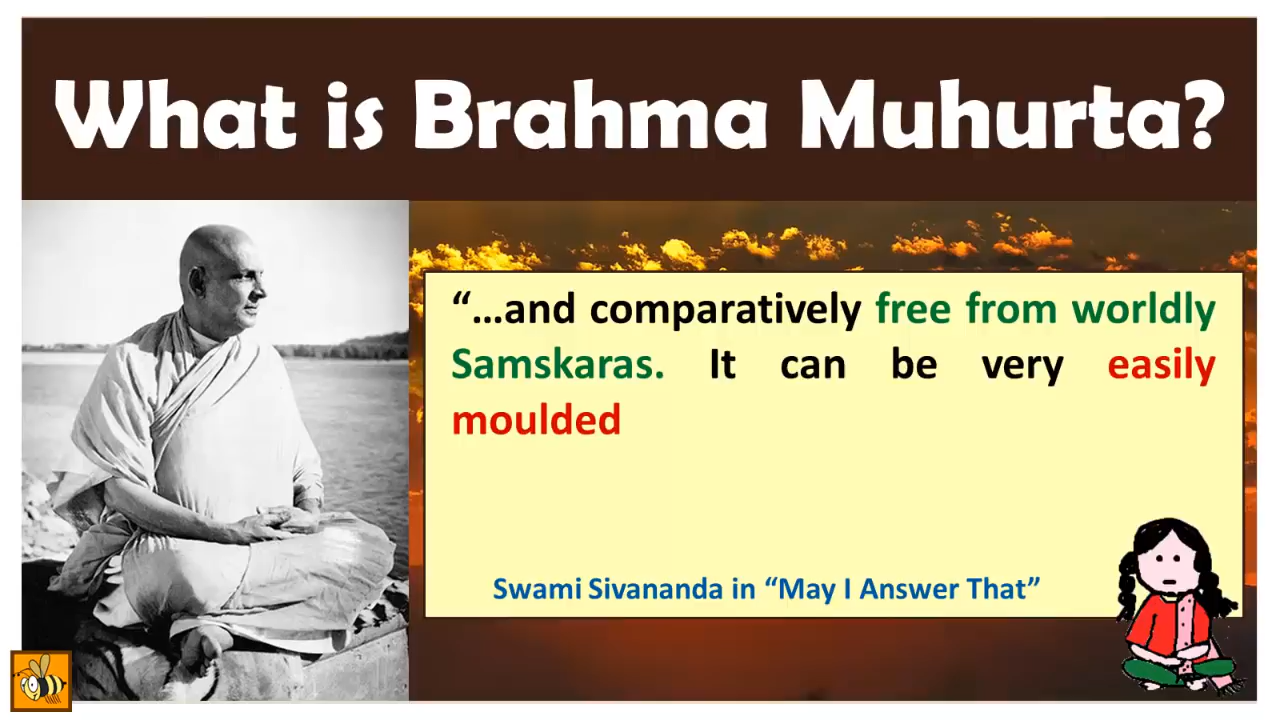 What is Brahma Muhurta?
“...and comparatively free from worldly
Samskaras. It can be very easily
moulded
Swami Sivananda in “May I Answer That”